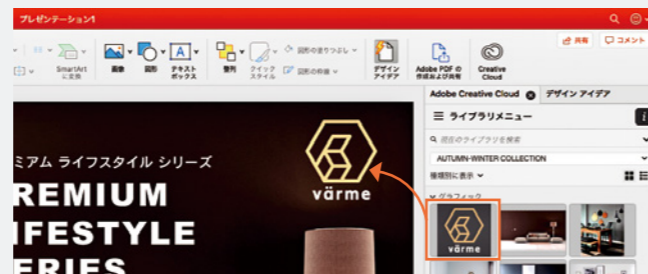 プレゼンテーション1
共有
コメント
SmartArt
に変換
画像
図形
テキスト
ボックス
整列
クイック
スタイル
図形の塗りつぶし
図形の枠線
デザイン
アイデア
Adobe PDF の
作成および共有
Creative
Cloud
Adobe Creative Cloud
デザイン アイデア
ライブラリメニュー
現在のライブラリを検索
AUTUMN-WINTER COLLECTION
種類別に表示
グラフィック
ミアム ライフスタイル シリーズ
REMIUM
IFESTYLE
ERIES
värme
värme